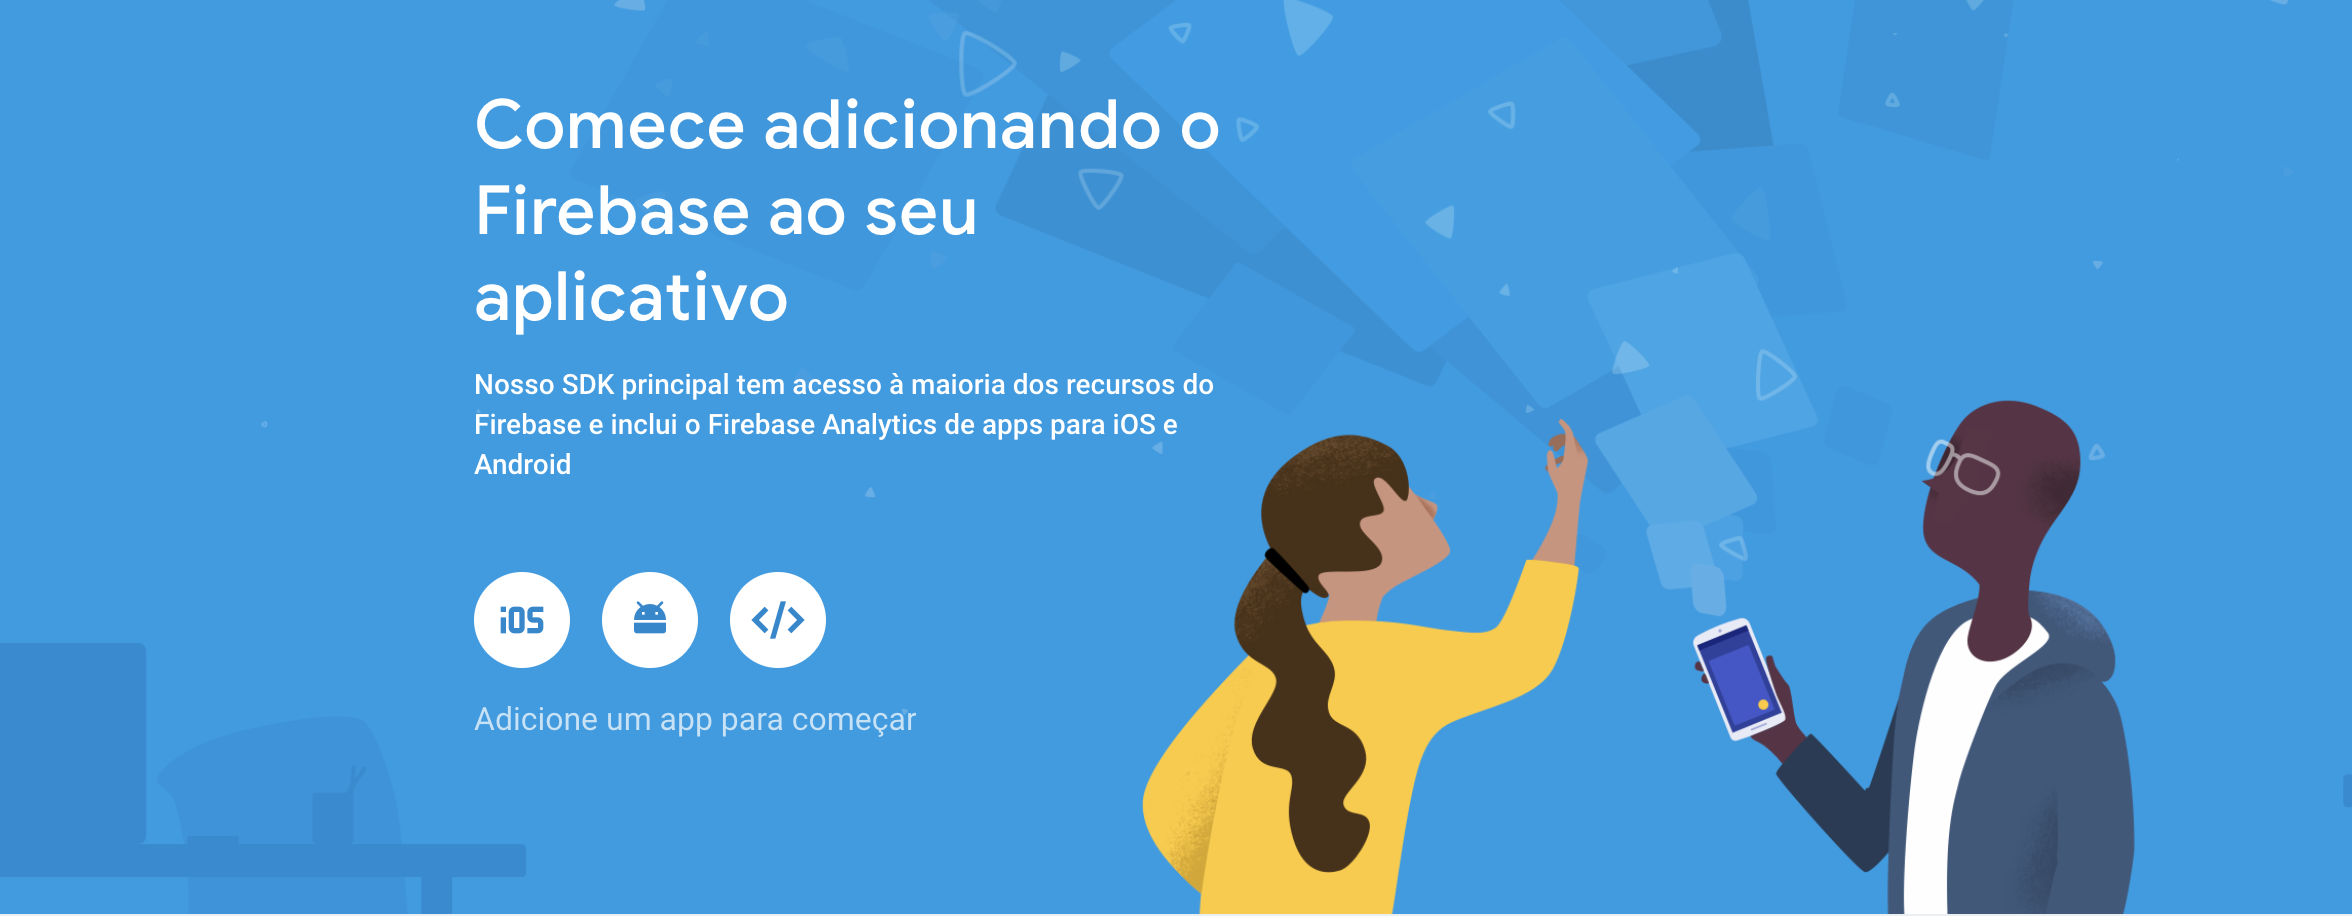 Comece adicionando o
Firebase ao seu
aplicativo
Nosso SDK principal tem acesso à maioria dos recursos do
Firebase e inclui o Firebase Analytics de apps para iOS e
Android
iOS
</>
Adicione um app para começar